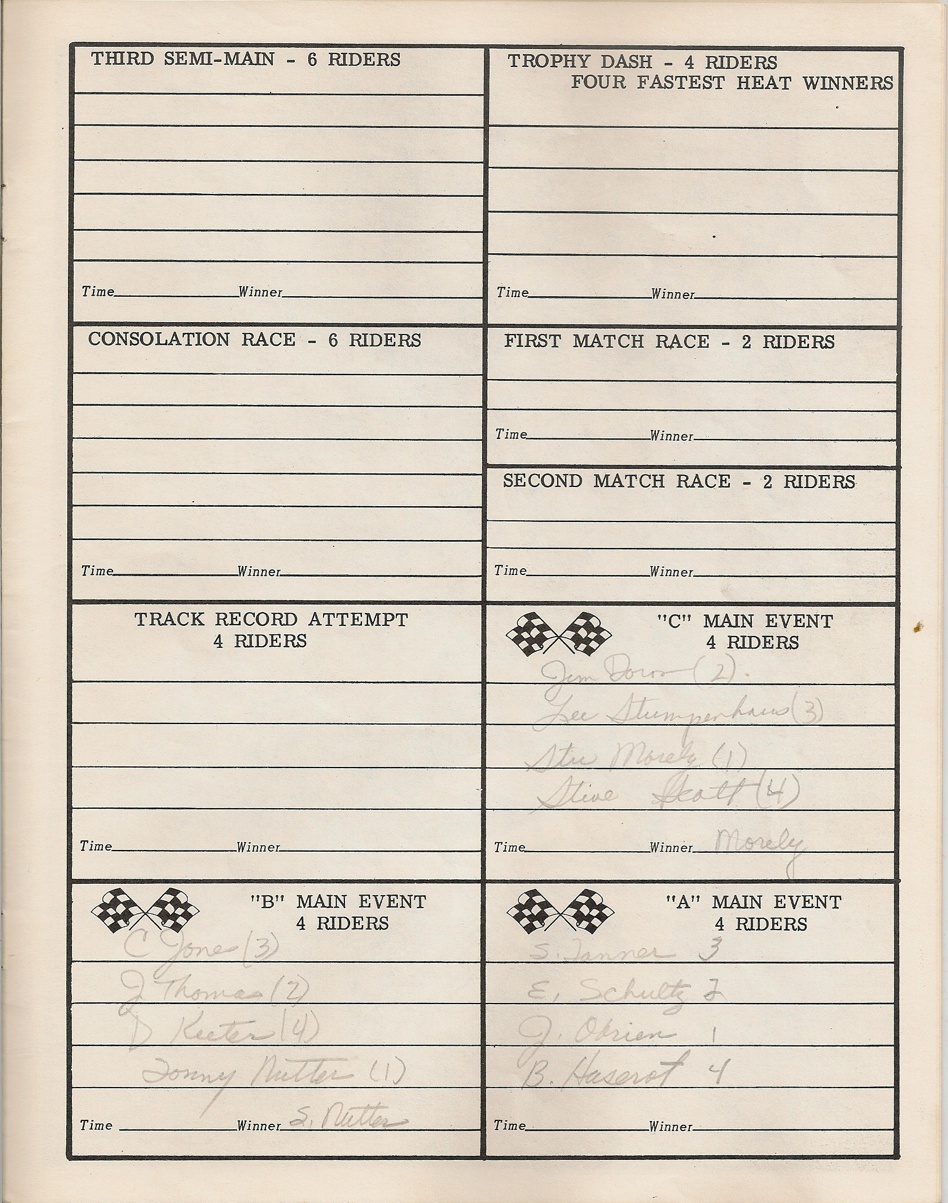 THIRD SEMI-MAIN - 6 RIDERS
Time Winner
TROPHY DASH - 4 RIDERS
FOUR FASTEST HEAT WINNERS
Time Winner
CONSOLATION RACE - 6 RIDERS
Time Winner
FIRST MATCH RACE - 2 RIDERS
Time Winner
SECOND MATCH RACE - 2 RIDERS
Time Winner
TRACK RECORD ATTEMPT
4 RIDERS
Time Winner
"C" MAIN EVENT
4 RIDERS
Jim (2).
Lee Stumpenhaus (3)
Stu Morely (1)
Stive Scott (4)
Time Winner Morely
"B" MAIN EVENT
4 RIDERS
C Jones (3)
J Thomas (2)
D Keeter (4)
Sonny Nutter (1)
Time Winner S. Nutter
"A" MAIN EVENT
4 RIDERS
S. Tanner 3
E. Schultz 2
J. Obrien 1
B. Haserot 4
Time Winner